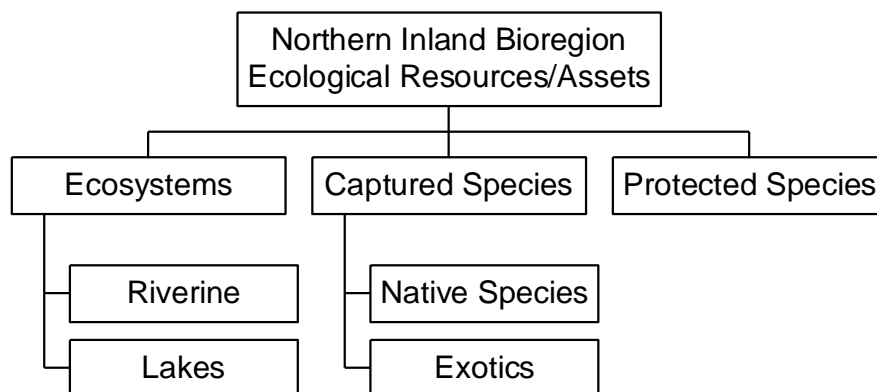 Northern Inland Bioregion
Ecological Resources/Assets
Ecosystems
Captured Species
Protected Species
Riverine
Native Species
Lakes
Exotics